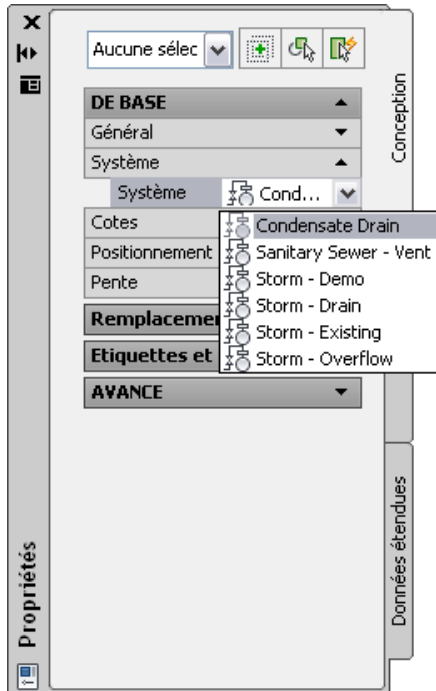 Aucune sélec
DE BASE
Général
Système
Système Cond...
Condensate Drain
Sanitary Sewer - Vent
Storm - Demo
Storm - Drain
Storm - Existing
Storm - Overflow
Cotes
Positionnement
Pente
Remplacemen
Etiquettes et
AVANCE
Conception
Données étendues
Propriétés